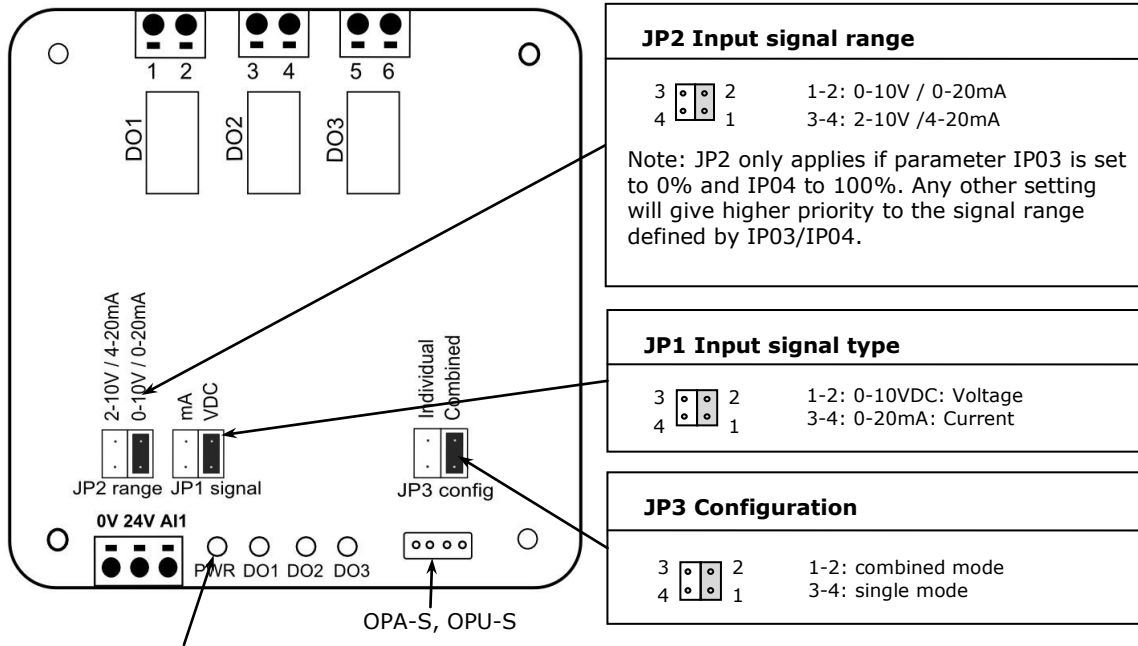 1 2 3 4 5 6
DO1 DO2 DO3
2-10V / 4-20mA
0-10V / 0-20mA
mA
VDC
Individual
Combined
JP2 range JP1 signal JP3 config
0V 24V AI1
PWR DO1 DO2 DO3
OPA-S, OPU-S
JP2 Input signal range
3 2 1-2: 0-10V / 0-20mA
4 1 3-4: 2-10V /4-20mA
Note: JP2 only applies if parameter IP03 is set
to 0% and IP04 to 100%. Any other setting
will give higher priority to the signal range
defined by IP03/IP04.
JP1 Input signal type
3 2 1-2: 0-10VDC: Voltage
4 1 3-4: 0-20mA: Current
JP3 Configuration
3 2 1-2: combined mode
4 1 3-4: single mode